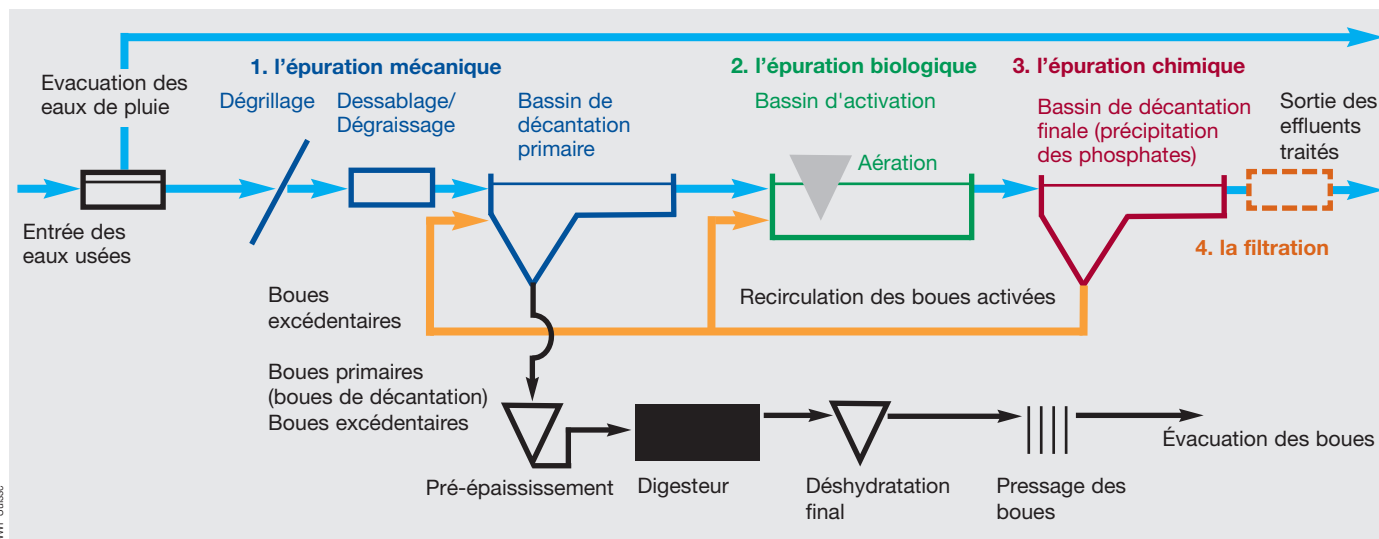 1. l'épuration mécanique
2. l'épuration biologique
3. l'épuration chimique
Evacuation des
eaux de pluie
Dégrillage
Dessablage/
Dégraissage
Bassin de
décantation
primaire
Bassin d'activation
Aération
Bassin de décantation
finale (précipitation
des phosphates)
Sortie des
effluents
traités
Entrée des
eaux usées
4. la filtration
Boues
excédentaires
Recirculation des boues activées
Boues primaires
(boues de décantation)
Boues excédentaires
Évacuation des boues
Pré-épaississement
Digesteur
Déshydratation
final
Pressage des
boues